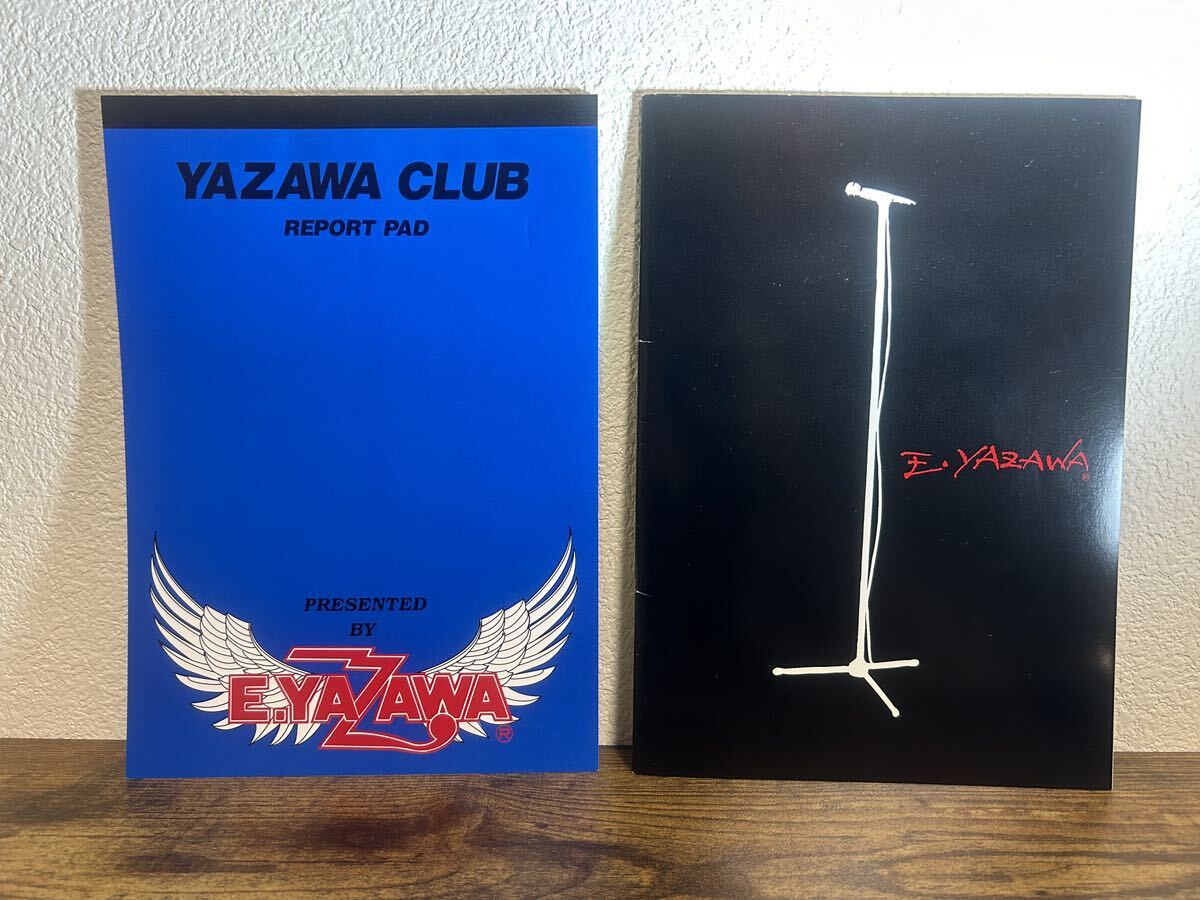 YAZAWA CLUB
REPORT PAD
PRESENTED
BY
E.YAZAWA
®
E.YAZAWA
®